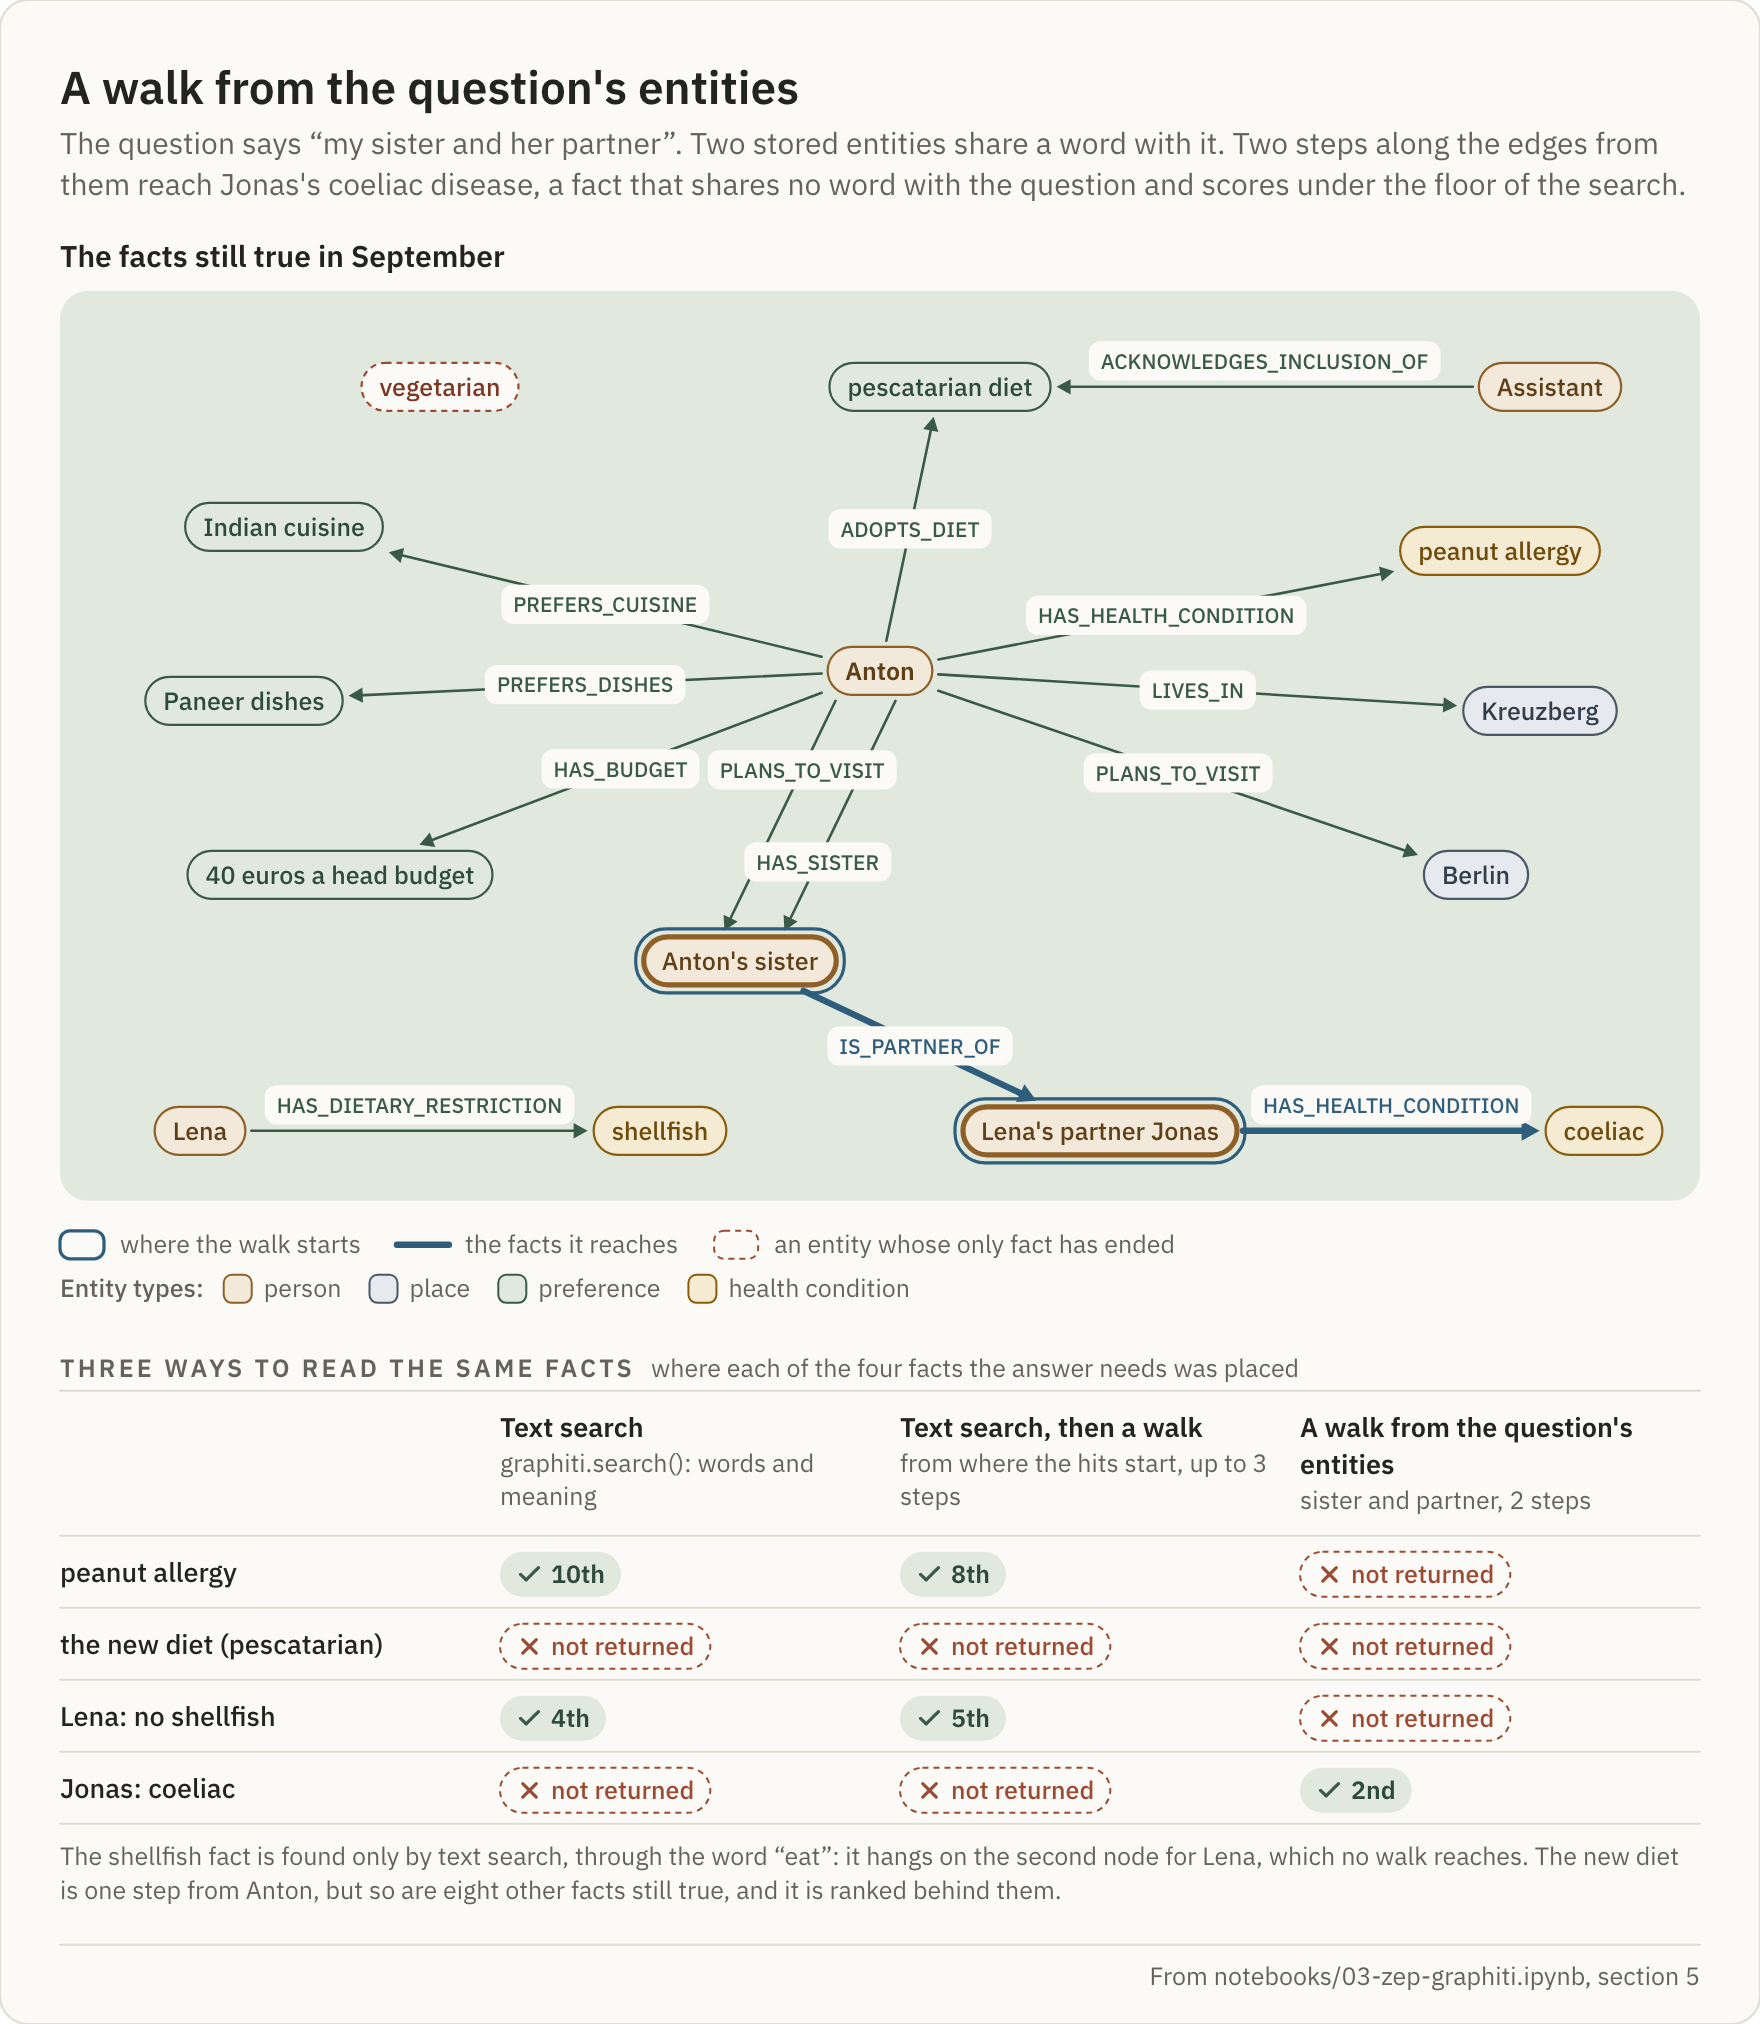 A walk from the question's entities
The question says “my sister and her partner”. Two stored entities share a word with it. Two steps along the edges from
them reach Jonas's coeliac disease, a fact that shares no word with the question and scores under the floor of the search.
The facts still true in September
ACKNOWLEDGES_INCLUSION_OF
vegetarian
pescatarian diet
Assistant
Indian cuisine
ADOPTS_DIET
peanut allergy
PREFERS_CUISINE
HAS_HEALTH_CONDITION
Anton
PREFERS_DISHES
LIVES_IN
Paneer dishes
Kreuzberg
HAS_BUDGET
PLANS_TO_VISIT
PLANS_TO_VISIT
HAS_SISTER
40 euros a head budget
Berlin
Anton's sister
IS_PARTNER_OF
HAS_DIETARY_RESTRICTION
HAS_HEALTH_CONDITION
Lena
shellfish
Lena's partner Jonas
coeliac
where the walk starts
the facts it reaches
an entity whose only fact has ended
Entity types:
person
place
preference
health condition
THREE WAYS TO READ THE SAME FACTS where each of the four facts the answer needs was placed
Text search
graphiti.search(): words and
meaning
Text search, then a walk
from where the hits start, up to 3
steps
A walk from the question's
entities
sister and partner, 2 steps
peanut allergy
10th
8th
not returned
the new diet (pescatarian)
not returned
not returned
not returned
Lena: no shellfish
4th
5th
not returned
Jonas: coeliac
not returned
not returned
2nd
The shellfish fact is found only by text search, through the word “eat”: it hangs on the second node for Lena, which no walk reaches. The new diet
is one step from Anton, but so are eight other facts still true, and it is ranked behind them.
From notebooks/03-zep-graphiti.ipynb, section 5